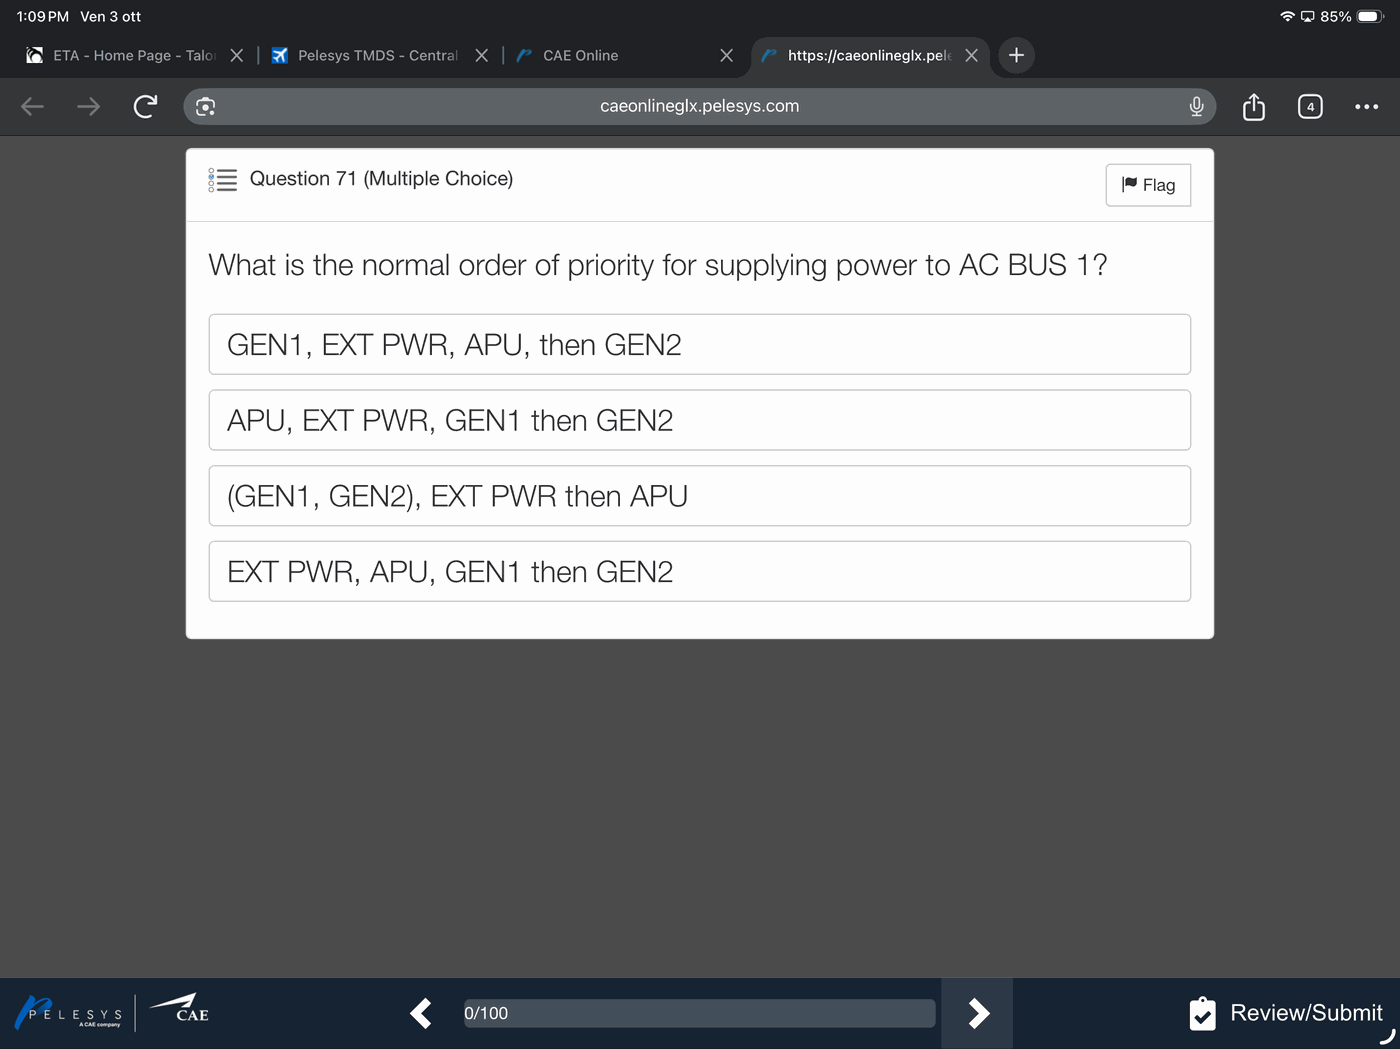 1:09 PM Ven 3 ott
85%
ETA - Home Page - Talo
Pelesys TMDS - Central
CAE Online
https://caeonlineglx.pele
caeonlineglx.pelesys.com
4
Question 71 (Multiple Choice)
Flag
What is the normal order of priority for supplying power to AC BUS 1?
GEN1, EXT PWR, APU, then GEN2
APU, EXT PWR, GEN1 then GEN2
(GEN1, GEN2), EXT PWR then APU
EXT PWR, APU, GEN1 then GEN2
PELESYS
A CAE company
CAE
0/100
Review/Submit